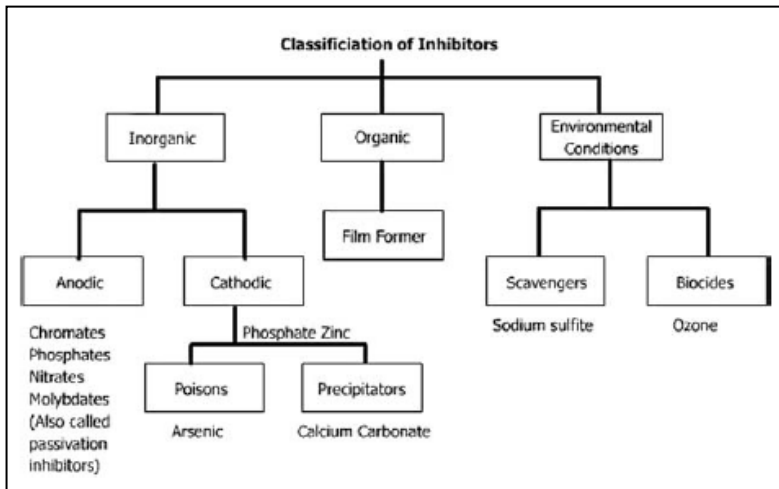 Classificiation of Inhibitors
Inorganic
Organic
Environmental
Conditions
Film Former
Anodic
Cathodic
Scavengers
Biocides
Chromates
Phosphates
Nitrates
Molybdates
(Also called
passivation
inhibitors)
Phosphate Zinc
Sodium sulfite
Ozone
Poisons
Precipitators
Arsenic
Calcium Carbonate